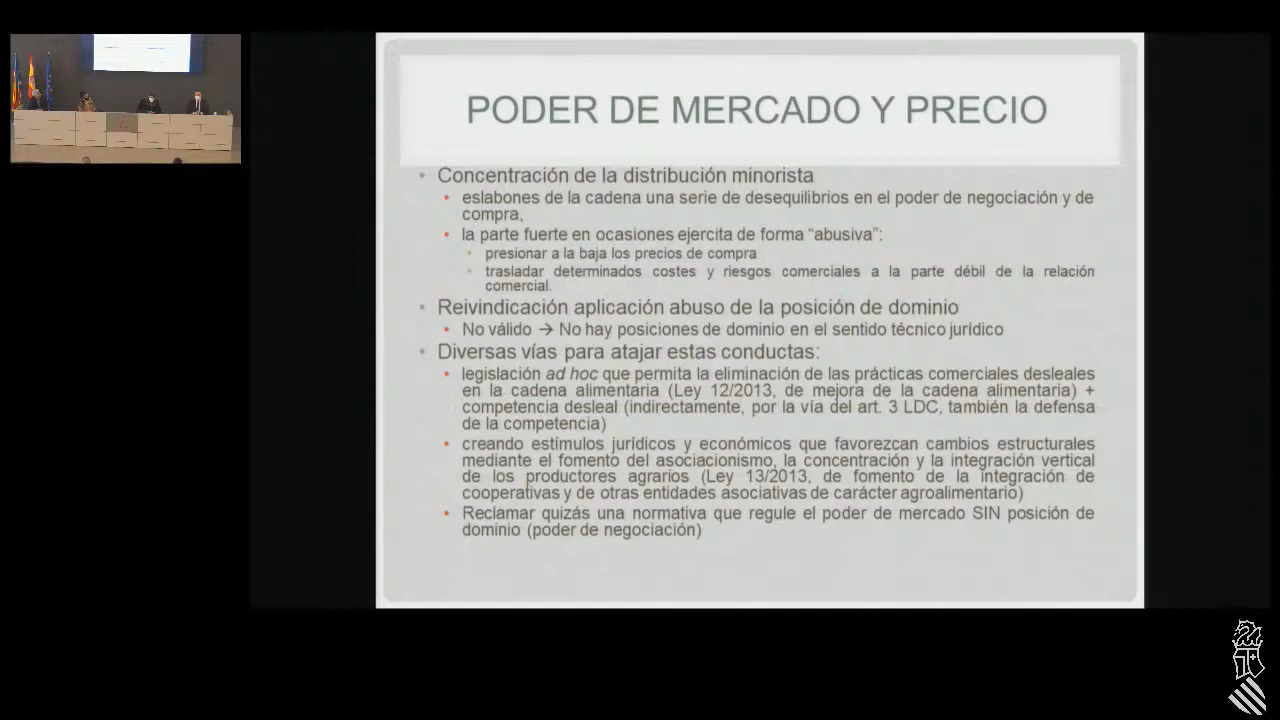 PODER DE MERCADO Y PRECIO
• Concentración de la distribución minorista
• eslabones de la cadena una serie de desequilibrios en el poder de negociación y de
compra,
• la parte fuerte en ocasiones ejercita de forma “abusiva”:
• presionar a la baja los precios de compra
• trasladar determinados costes y riesgos comerciales a la parte débil de la relación
comercial.
• Reivindicación aplicación abuso de la posición de dominio
• No válido → No hay posiciones de dominio en el sentido técnico jurídico
• Diversas vías para atajar estas conductas:
• legislación ad hoc que permita la eliminación de las prácticas comerciales desleales
en la cadena alimentaria (Ley 12/2013, de mejora de la cadena alimentaria) +
competencia desleal (indirectamente, por la vía del art. 3 LDC, también la defensa
de la competencia)
• creando estímulos jurídicos y económicos que favorezcan cambios estructurales
mediante el fomento del asociacionismo, la concentración y la integración vertical
de los productores agrarios (Ley 13/2013, de fomento de la integración de
cooperativas y de otras entidades asociativas de carácter agroalimentario)
• Reclamar quizás una normativa que regule el poder de mercado SIN posición de
dominio (poder de negociación)